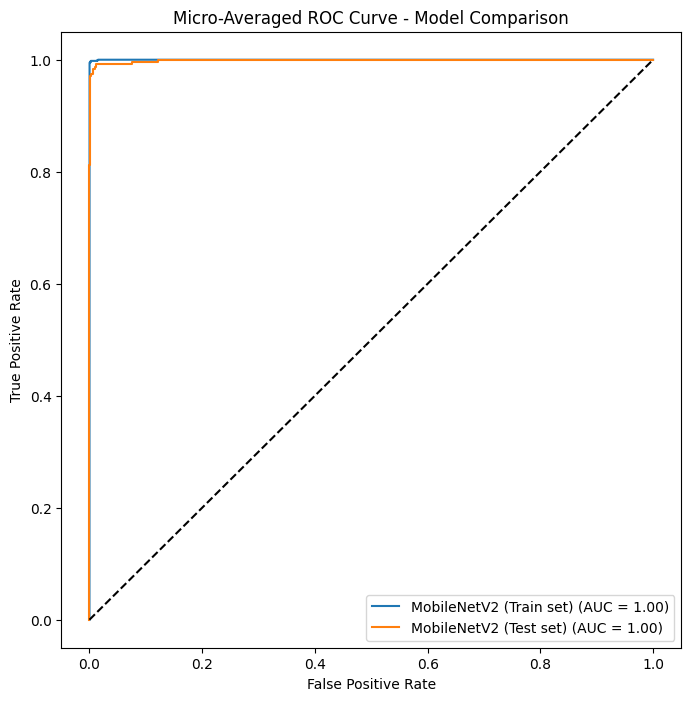 Micro-Averaged ROC Curve - Model Comparison
1.0
0.8
0.6
0.4
0.2
0.0
True Positive Rate
0.0 0.2 0.4 0.6 0.8 1.0
False Positive Rate
MobileNetV2 (Train set) (AUC = 1.00)
MobileNetV2 (Test set) (AUC = 1.00)